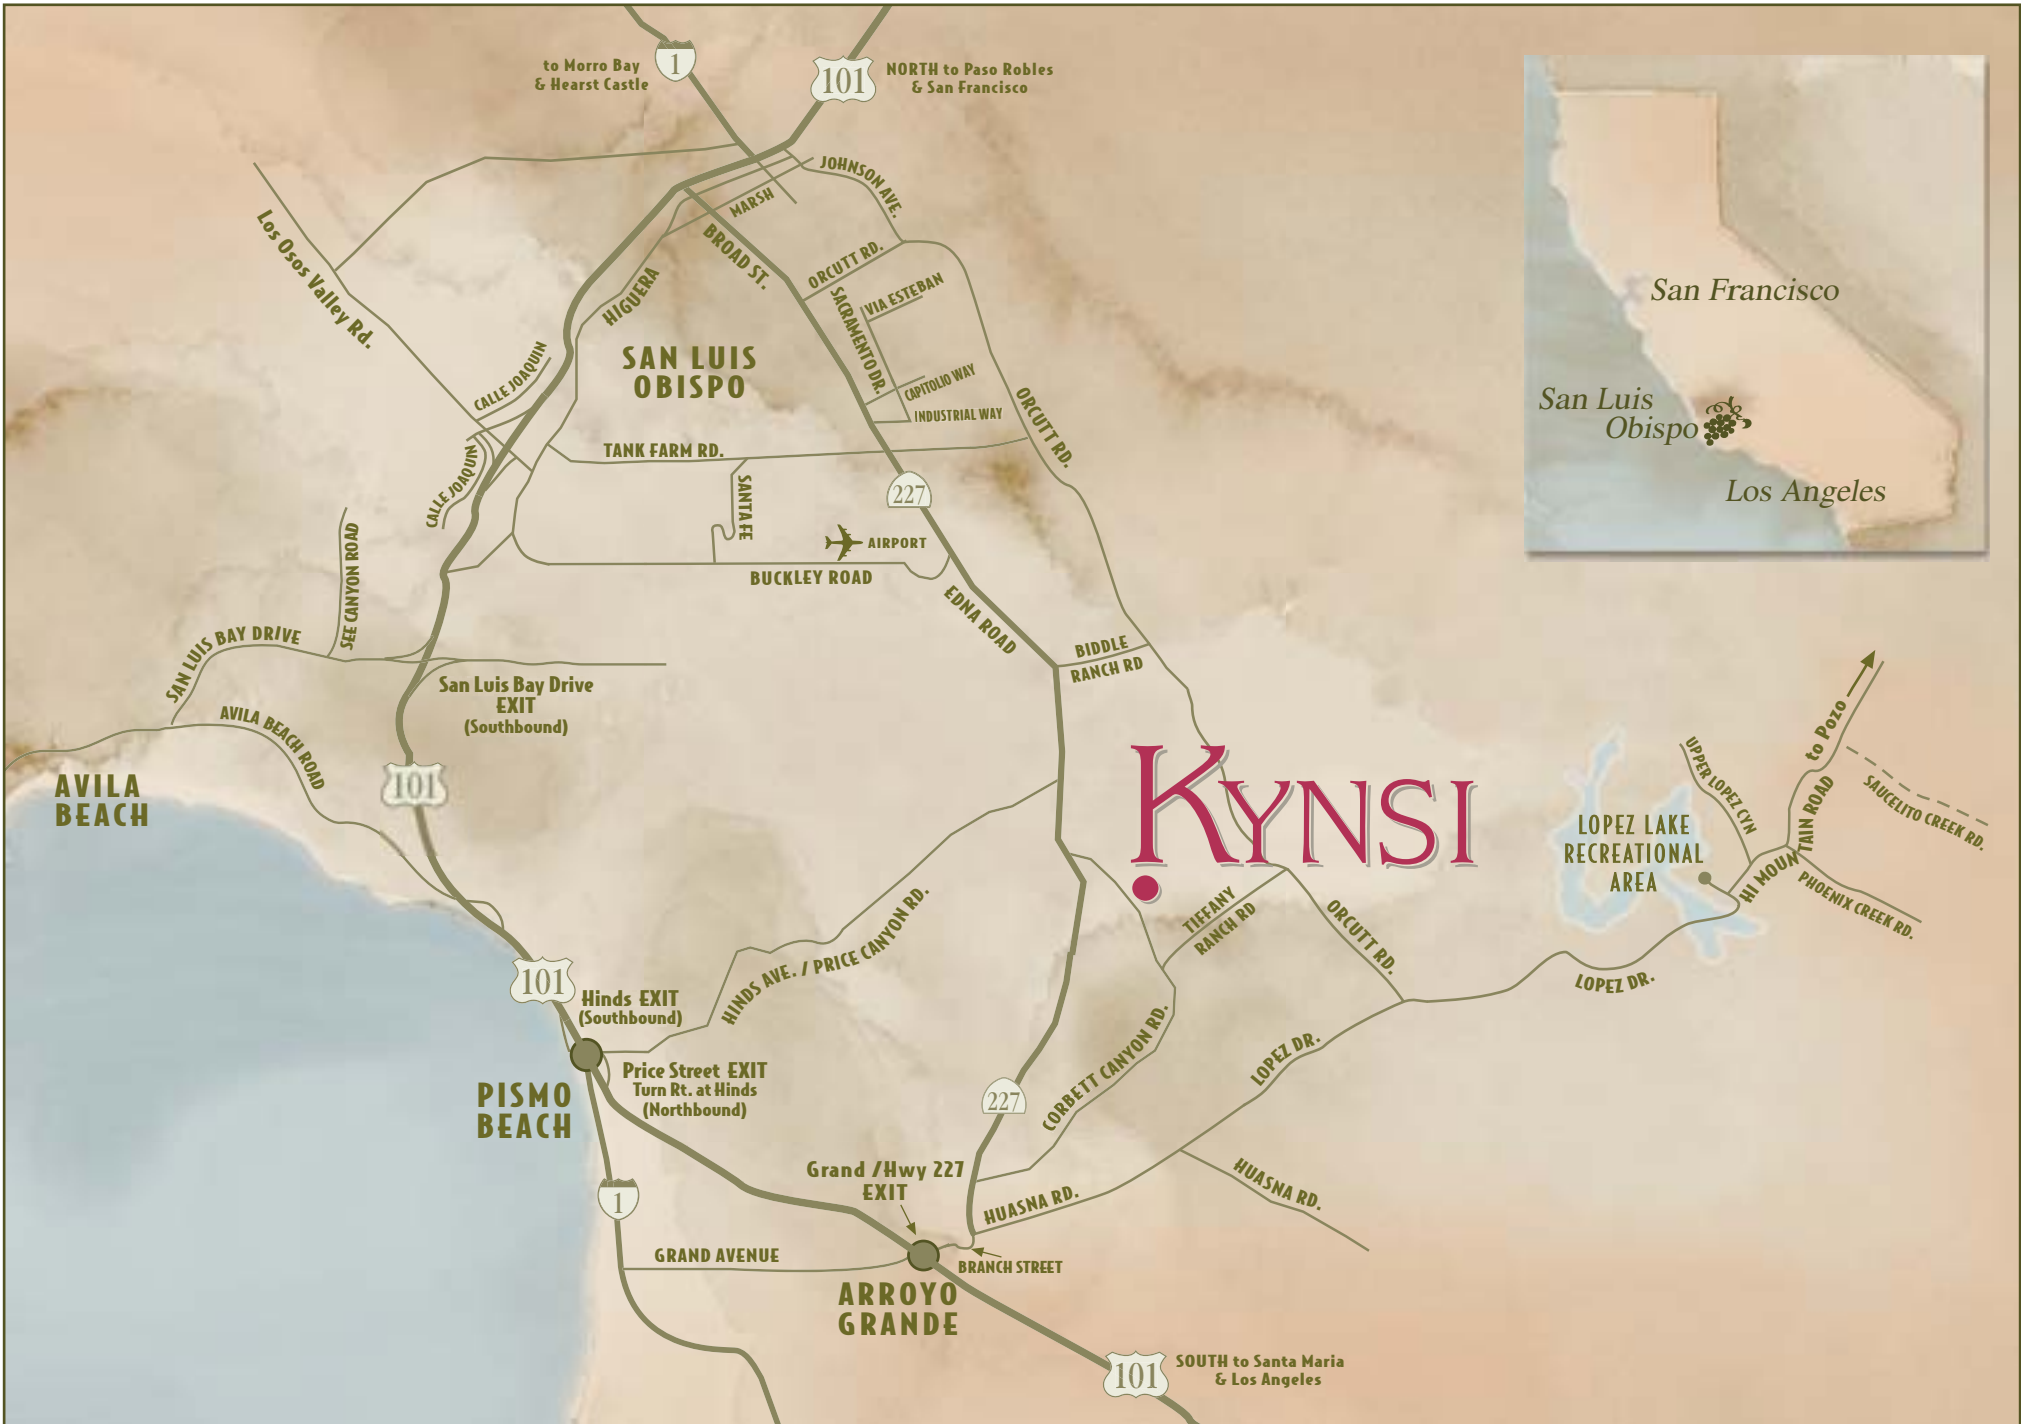 to Morro Bay
& Hearst Castle
1
101
NORTH to Paso Robles
& San Francisco
JOHNSON AVE.
MARSH
BROAD ST.
ORCUTT RD.
Los Osos Valley Rd.
HIGUERA
SACRAMENTO DR.
VIA ESTEBAN
San Francisco
SAN LUIS
OBISPO
CALLE JOAQUIN
CAPITOLIO WAY
INDUSTRIAL WAY
ORCUTT RD.
San Luis
Obispo
Los Angeles
TANK FARM RD.
CALLE JOAQUIN
SANTA FE
227
AIRPORT
BUCKLEY ROAD
SEE CANYON ROAD
EDNA ROAD
SAN LUIS BAY DRIVE
BIDDLE
RANCH RD
San Luis Bay Drive
EXIT
(Southbound)
AVILA BEACH ROAD
AVILA
BEACH
101
KYNSI
to Pozo
UPPER LOPEZ CYN
SAUCELITO CREEK RD.
LOPEZ LAKE
RECREATIONAL
AREA
HI MOUNTAIN ROAD
PHOENIX CREEK RD.
TIFFANY
RANCH RD
ORCUTT RD.
LOPEZ DR.
HINDS AVE. / PRICE CANYON RD.
101
Hinds EXIT
(Southbound)
CORBETT CANYON RD.
LOPEZ DR.
Price Street EXIT
Turn Rt. at Hinds
(Northbound)
PISMO
BEACH
227
Grand /Hwy 227
EXIT
HUASNA RD.
HUASNA RD.
1
GRAND AVENUE
BRANCH STREET
ARROYO
GRANDE
101
SOUTH to Santa Maria
& Los Angeles